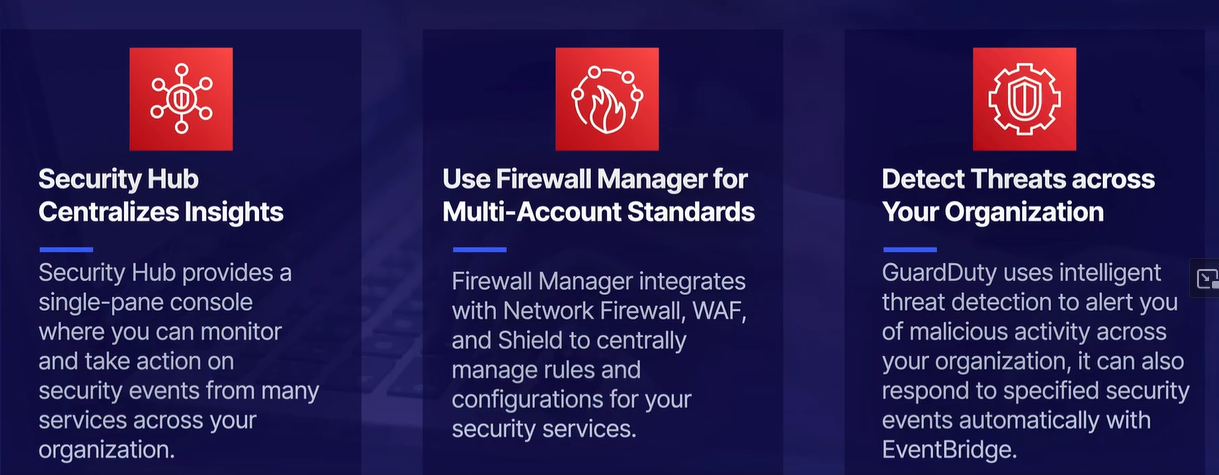 Security Hub
Centralizes Insights
Security Hub provides a
single-pane console
where you can monitor
and take action on
security events from many
services across your
organization.
Use Firewall Manager for
Multi-Account Standards
Firewall Manager integrates
with Network Firewall, WAF,
and Shield to centrally
manage rules and
configurations for your
security services.
Detect Threats across
Your Organization
GuardDuty uses intelligent
threat detection to alert you
of malicious activity across
your organization, it can also
respond to specified security
events automatically with
EventBridge.